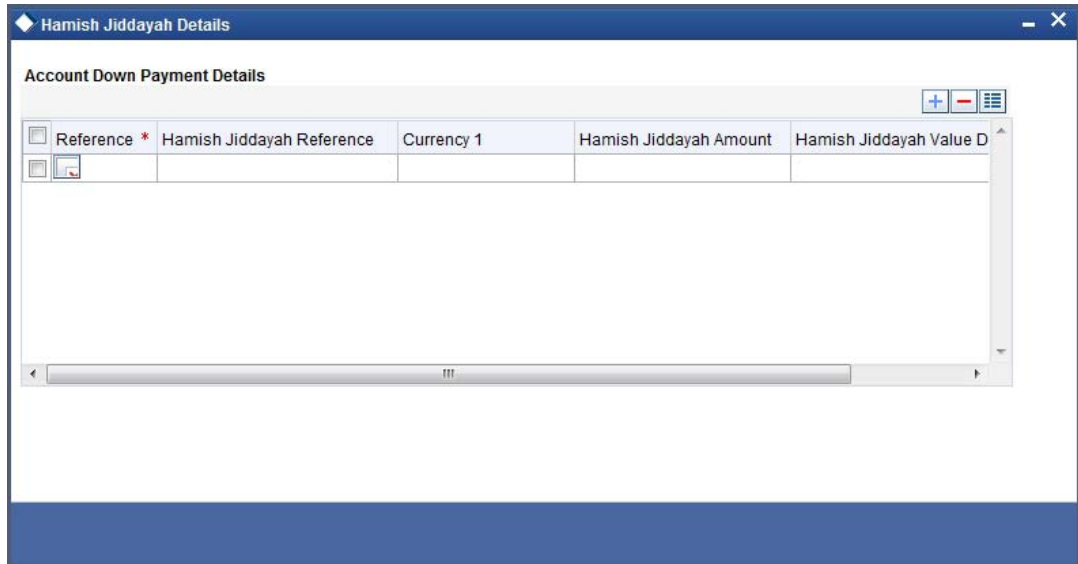 Hamish Jiddayah Details
Account Down Payment Details
Reference * Hamish Jiddayah Reference Currency 1 Hamish Jiddayah Amount Hamish Jiddayah Value D